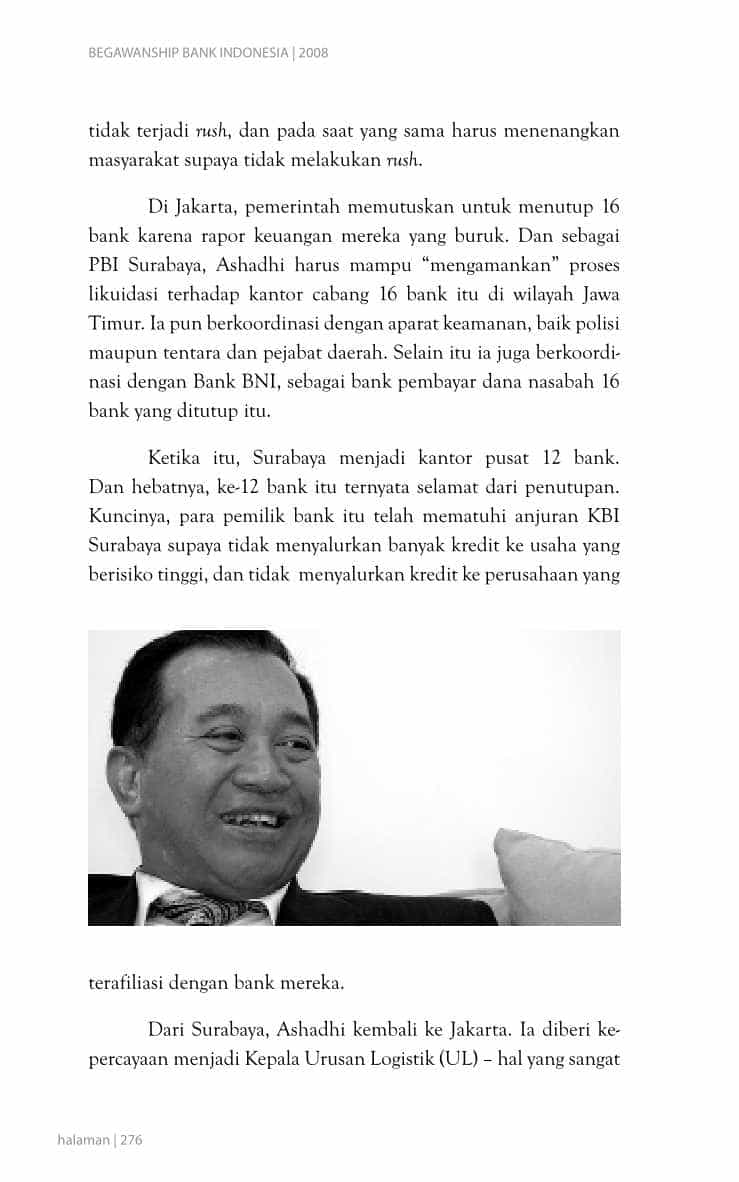 BEGAWANSHIP BANK INDONESIA | 2008
tidak terjadi rush, dan pada saat yang sama harus menenangkan
masyarakat supaya tidak melakukan rush.
Di Jakarta, pemerintah memutuskan untuk menutup 16
bank karena rapor keuangan mereka yang buruk. Dan sebagai
PBI Surabaya, Ashadhi harus mampu “mengamankan” proses
likuidasi terhadap kantor cabang 16 bank itu di wilayah Jawa
Timur. Ia pun berkoordinasi dengan aparat keamanan, baik polisi
maupun tentara dan pejabat daerah. Selain itu ia juga berkoordi-
nasi dengan Bank BNI, sebagai bank pembayar dana nasabah 16
bank yang ditutup itu.
Ketika itu, Surabaya menjadi kantor pusat 12 bank.
Dan hebatnya, ke-12 bank itu ternyata selamat dari penutupan.
Kuncinya, para pemilik bank itu telah mematuhi anjuran KBI
Surabaya supaya tidak menyalurkan banyak kredit ke usaha yang
berisiko tinggi, dan tidak menyalurkan kredit ke perusahaan yang
terafiliasi dengan bank mereka.
Dari Surabaya, Ashadhi kembali ke Jakarta. Ia diberi ke-
percayaan menjadi Kepala Urusan Logistik (UL) – hal yang sangat
halaman | 276